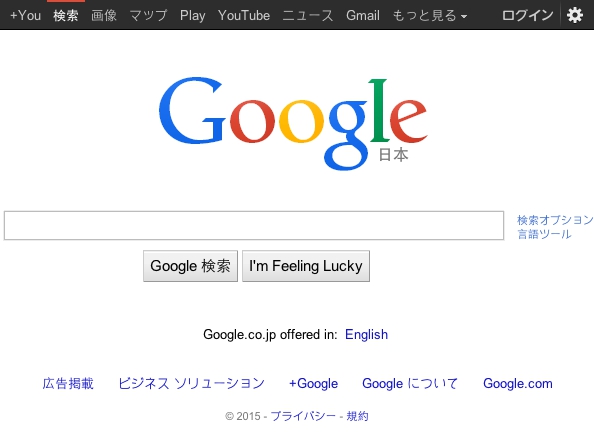 +You 検索 画像 マップ Play YouTube ニュース Gmail もっと見る ログイン
Google
日本
検索オプション
言語ツール
Google 検索 I'm Feeling Lucky
Google.co.jp offered in: English
広告掲載 ビジネス ソリューション +Google Google について Google.com
© 2015 - プライバシー - 規約